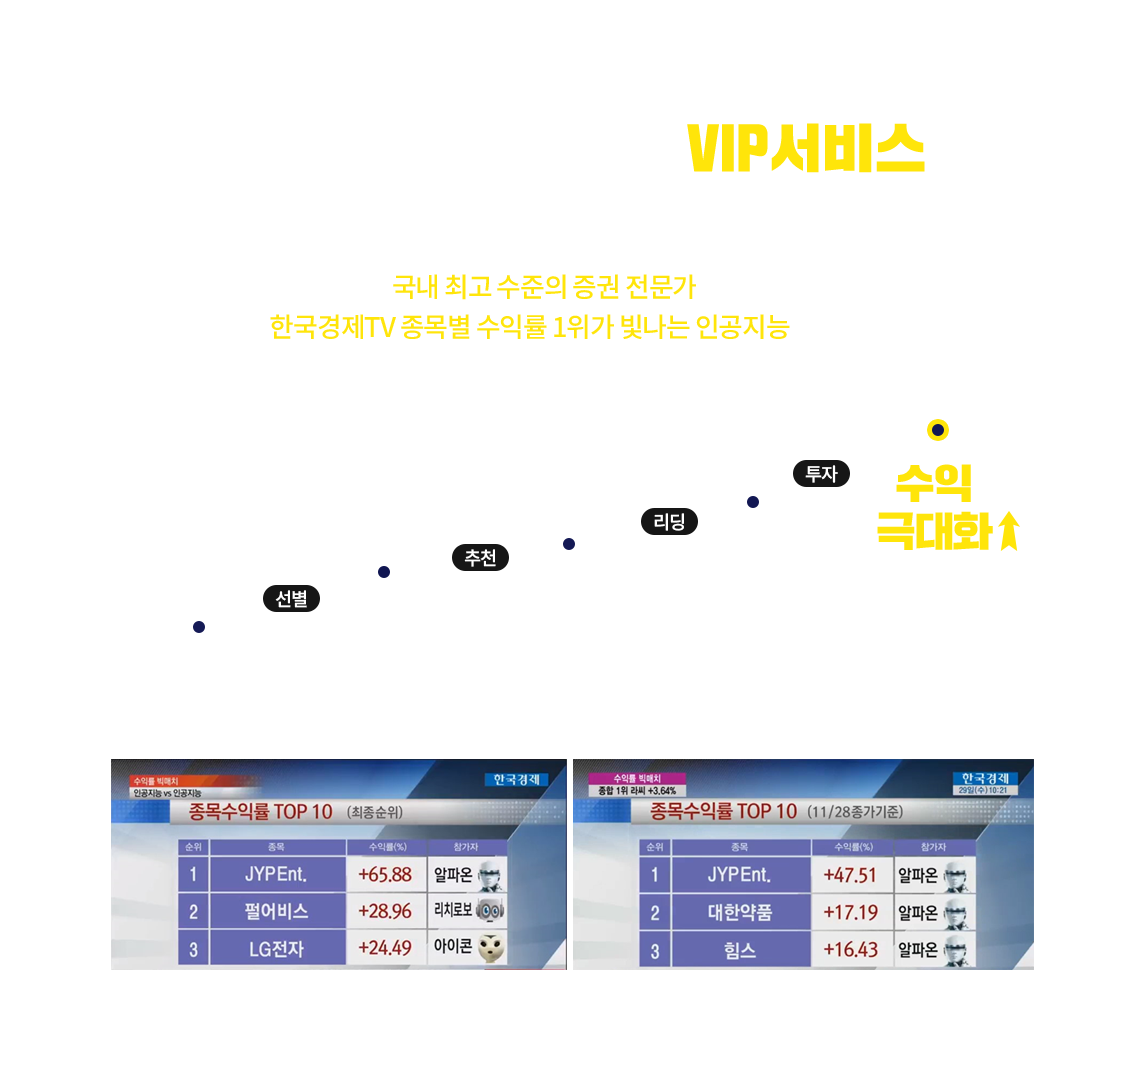 VIP서비스
국내 최고 수준의 증권 전문가
한국경제TV 종목별 수익률 1위가 빛나는 인공지능
수익
극대화
투자
리딩
추천
선별
수익률 빅매치
인공지능 vs 인공지능
한국경제
종목수익률 TOP 10 (최종순위)
순위 종목 수익률(%) 참가자
1 JYPEnt. +65.88 알파온
2 펄어비스 +28.96 리치로보
3 LG전자 +24.49 아이콘
수익률 빅매치
종합 1위 라씨 +3.64%
한국경제
29일(수) 10:21
종목수익률 TOP 10 (11/28종가기준)
순위 종목 수익률(%) 참가자
1 JYPEnt. +47.51 알파온
2 대한약품 +17.19 알파온
3 힘스 +16.43 알파온